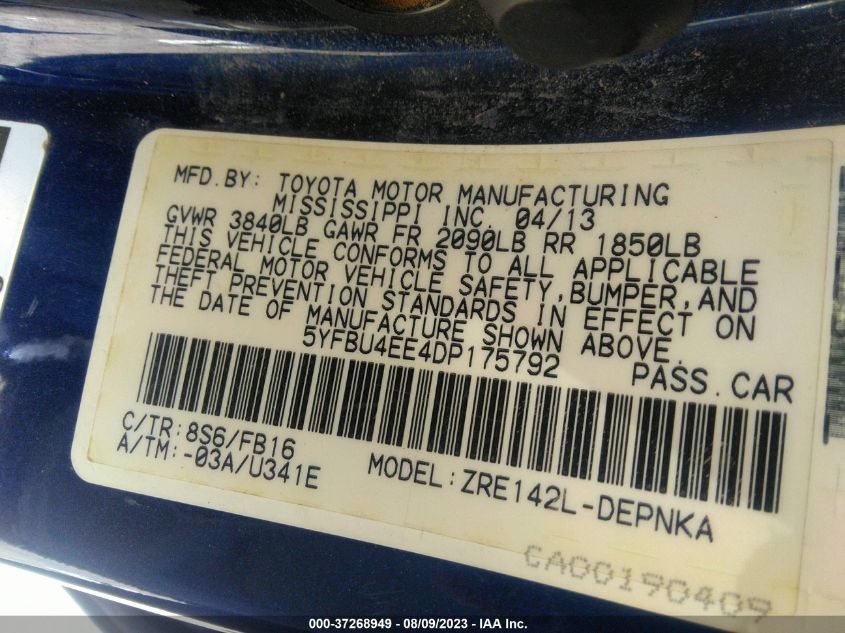 MFD.BY: TOYOTA MOTOR MANUFACTURING
MISSISSIPPI INC. 04/13
GVWR 3840LB GAWR FR 2090LB RR 1850LB
THIS VEHICLE CONFORMS TO ALL APPLICABLE
FEDERAL MOTOR VEHICLE SAFETY,BUMPER,AND
THEFT PREVENTION STANDARDS IN EFFECT ON
THE DATE OF MANUFACTURE SHOWN ABOVE.
5YFBU4EE4DP175792 PASS.CAR
C/TR:8S6/FB16
A/TM:-03A/U341E
MODEL:ZRE142L-DEPNKA
CA00190409
000-37268949 / 08/09/2023 - IAA Inc.